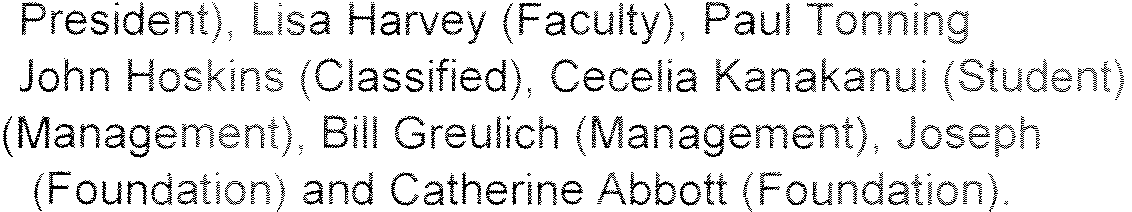 President), Lisa Harvey (Faculty), Paul Tonning
John Hoskins (Classified), Cecelia Kanakanui (Student)
(Management), Bill Greulich (Management), Joseph
(Foundation) and Catherine Abbott (Foundation).